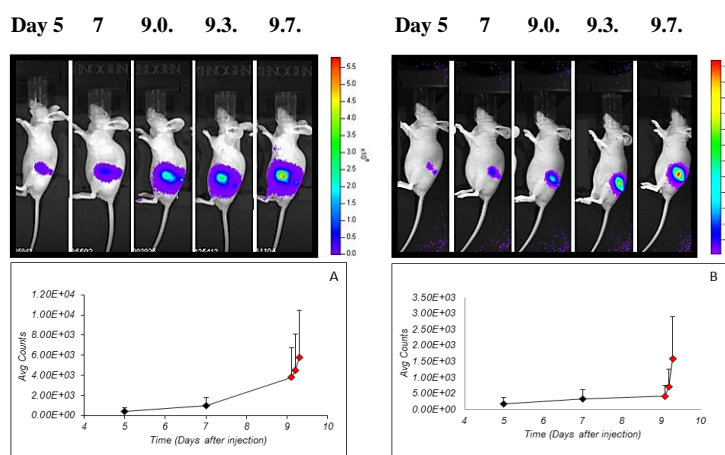 Day 5 7 9.0. 9.3. 9.7.
Day 5 7 9.0. 9.3. 9.7.
5.5
5.0
4.5
4.0
3.5
3.0
2.5
2.0
1.5
1.0
0.5
0.0
A
1.20E+04
1.00E+04
8.00E+03
6.00E+03
4.00E+03
2.00E+03
0.00E+00
Avg Counts
4 5 6 7 8 9 10
Time (Days after injection)
B
3.50E+03
3.00E+03
2.50E+03
2.00E+03
1.50E+03
1.00E+03
5.00E+02
0.00E+00
Avg Counts
4 5 6 7 8 9 10
Time (Days after injection)